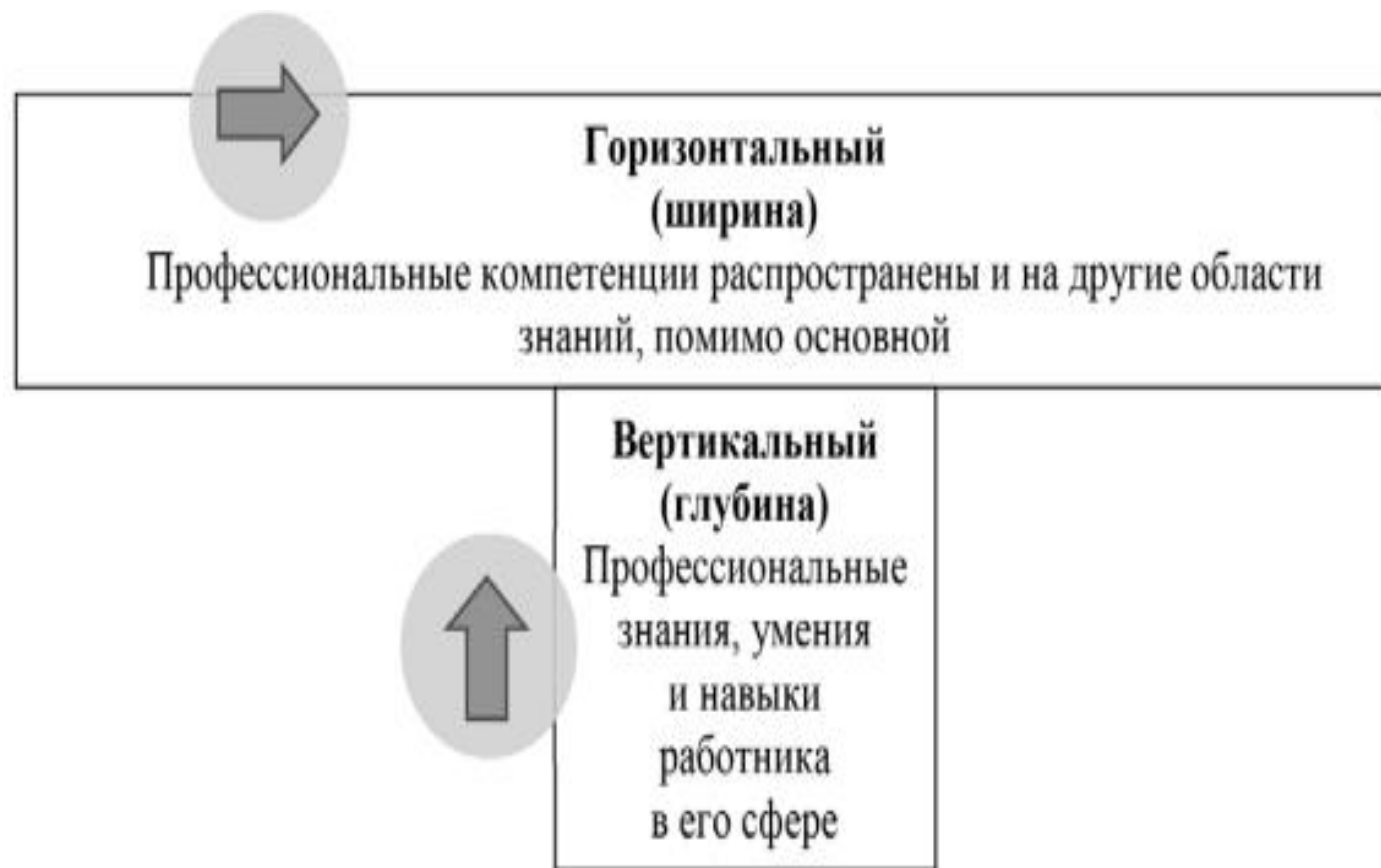 Горизонтальный
(ширина)
Профессиональные компетенции распространены и на другие области
знаний, помимо основной
Вертикальный
(глубина)
Профессиональные
знания, умения
и навыки
работника
в его сфере